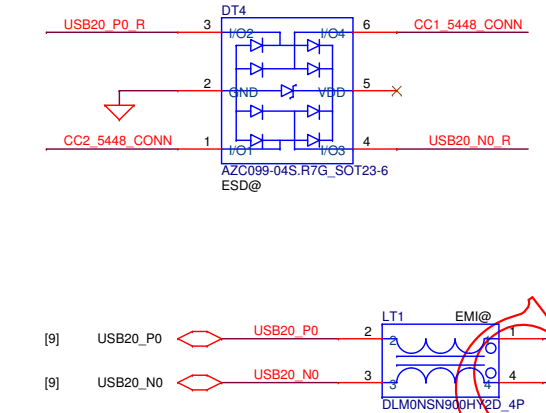 DT4
USB20_P0_R 3 I/O2 I/O4 6 CC1_5448_CONN
2 GND VDD 5
CC2_5448_CONN 1 I/O1 I/O3 4 USB20_N0_R
AZC099-04S.R7G_SOT23-6
ESD@
LT1 EMI@
[9] USB20_P0 USB20_P0 2 2 1
[9] USB20_N0 USB20_N0 3 3 4 4
DLM0NSN900HY2D_4P